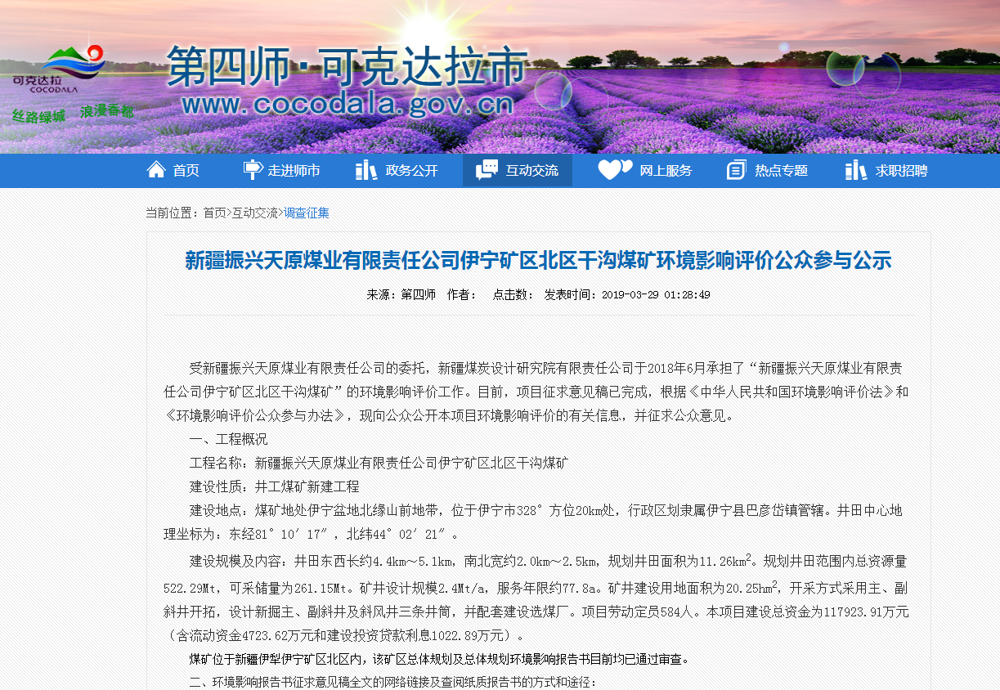 可克达拉
COCODALA
丝路绿城 浪漫香都
第四师·可克达拉市
www.cocodala.gov.cn
首页 走进师市 政务公开 互动交流 网上服务 热点专题 求职招聘
当前位置：首页>互动交流>调查征集
新疆振兴天原煤业有限责任公司伊宁矿区北区干沟煤矿环境影响评价公众参与公示
来源：第四师 作者： 点击数： 发表时间：2019-03-29 01:28:49
受新疆振兴天原煤业有限责任公司的委托，新疆煤炭设计研究院有限责任公司于2018年6月承担了“新疆振兴天原煤业有限责
任公司伊宁矿区北区干沟煤矿”的环境影响评价工作。目前，项目征求意见稿已完成，根据《中华人民共和国环境影响评价法》和
《环境影响评价公众参与办法》，现向公众公开本项目环境影响评价的有关信息，并征求公众意见。
一、工程概况
工程名称：新疆振兴天原煤业有限责任公司伊宁矿区北区干沟煤矿
建设性质：井工煤矿新建工程
建设地点：煤矿地处伊宁盆地北缘山前地带，位于伊宁市328°方位20km处，行政区划隶属伊宁县巴彦岱镇管辖。井田中心地
理坐标为：东经81°10′17″，北纬44°02′21″。
建设规模及内容：井田东西长约4.4km～5.1km，南北宽约2.0km～2.5km，规划井田面积为11.26km²。规划井田范围内总资源量
522.29Mt，可采储量为261.15Mt。矿井设计规模2.4Mt/a，服务年限约77.8a。矿井建设用地面积为20.25hm²，开采方式采用主、副
斜井开拓，设计新掘主、副斜井及斜风井三条井筒，并配套建设选煤厂。项目劳动定员584人。本项目建设总资金为117923.91万元
（含流动资金4723.62万元和建设投资贷款利息1022.89万元）。
煤矿位于新疆伊犁伊宁矿区北区内，该矿区总体规划及总体规划环境影响报告书目前均已通过审查。
二、环境影响报告书征求意见稿全文的网络链接及查阅纸质报告书的方式和途径：